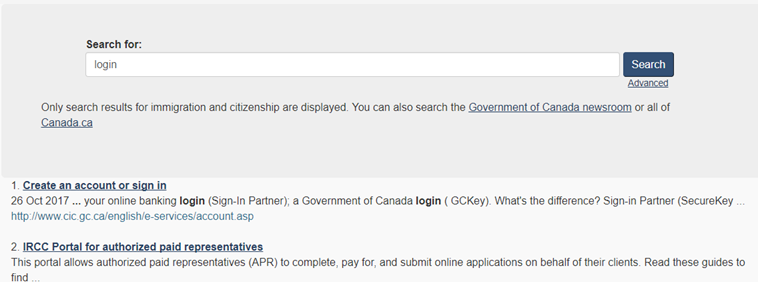 Search for:
login
Search
Advanced
Only search results for immigration and citizenship are displayed. You can also search the Government of Canada newsroom or all of
Canada.ca
1. Create an account or sign in
26 Oct 2017 ... your online banking login (Sign-In Partner); a Government of Canada login ( GCKey). What's the difference? Sign-in Partner (SecureKey ...
http://www.cic.gc.ca/english/e-services/account.asp
2. IRCC Portal for authorized paid representatives
This portal allows authorized paid representatives (APR) to complete, pay for, and submit online applications on behalf of their clients. Read these guides to
find ...